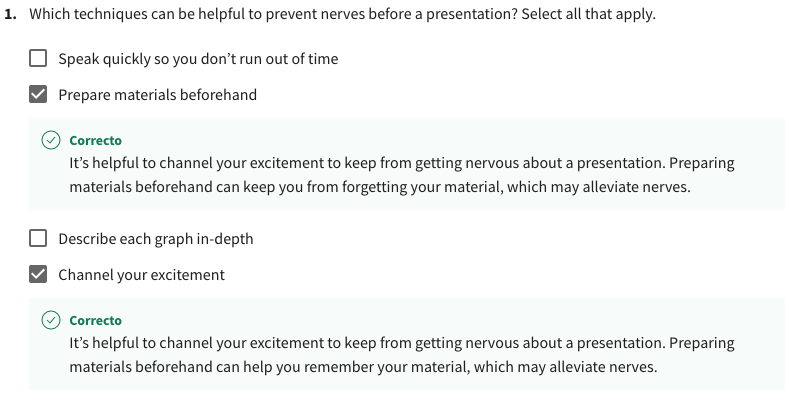 1. Which techniques can be helpful to prevent nerves before a presentation? Select all that apply.
Speak quickly so you don’t run out of time
Prepare materials beforehand
Correcto
It’s helpful to channel your excitement to keep from getting nervous about a presentation. Preparing
materials beforehand can keep you from forgetting your material, which may alleviate nerves.
Describe each graph in-depth
Channel your excitement
Correcto
It’s helpful to channel your excitement to keep from getting nervous about a presentation. Preparing
materials beforehand can help you remember your material, which may alleviate nerves.